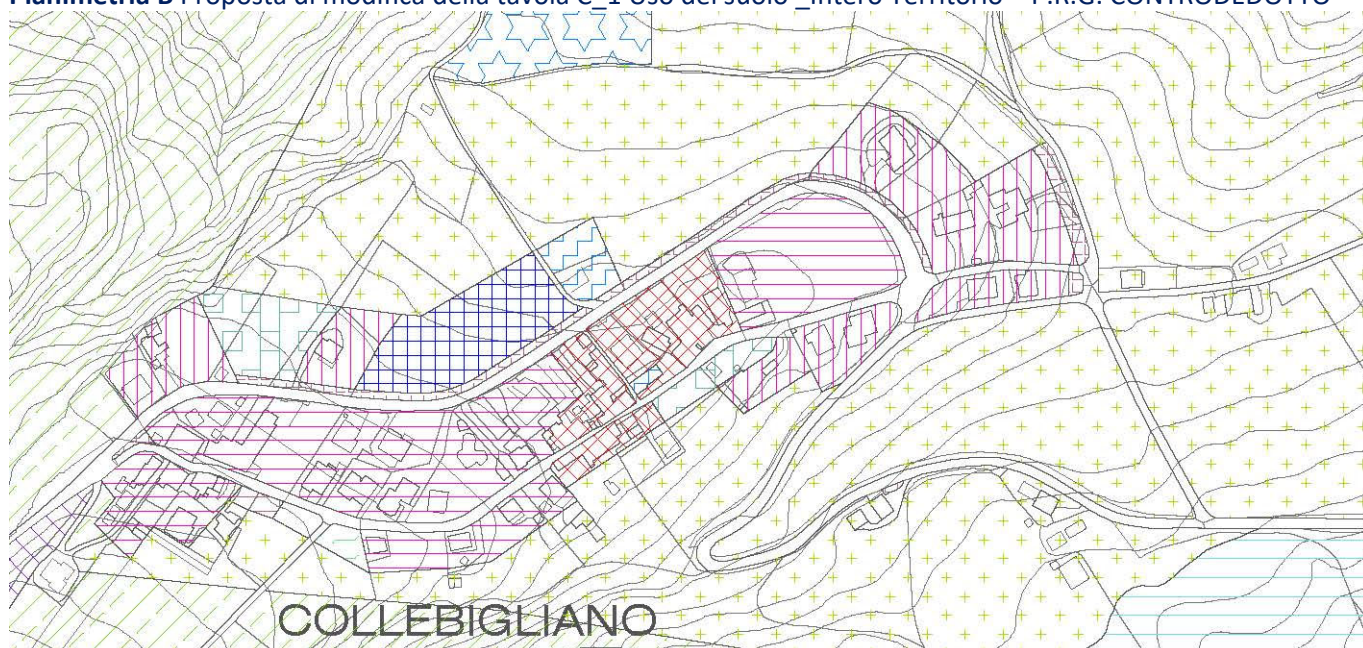 Planimetria B Proposta di modifica della tavola C_1 Uso del suolo _Intero Territorio – P.R.G. CONTRODEDOTTO
COLLEBIGLIANO